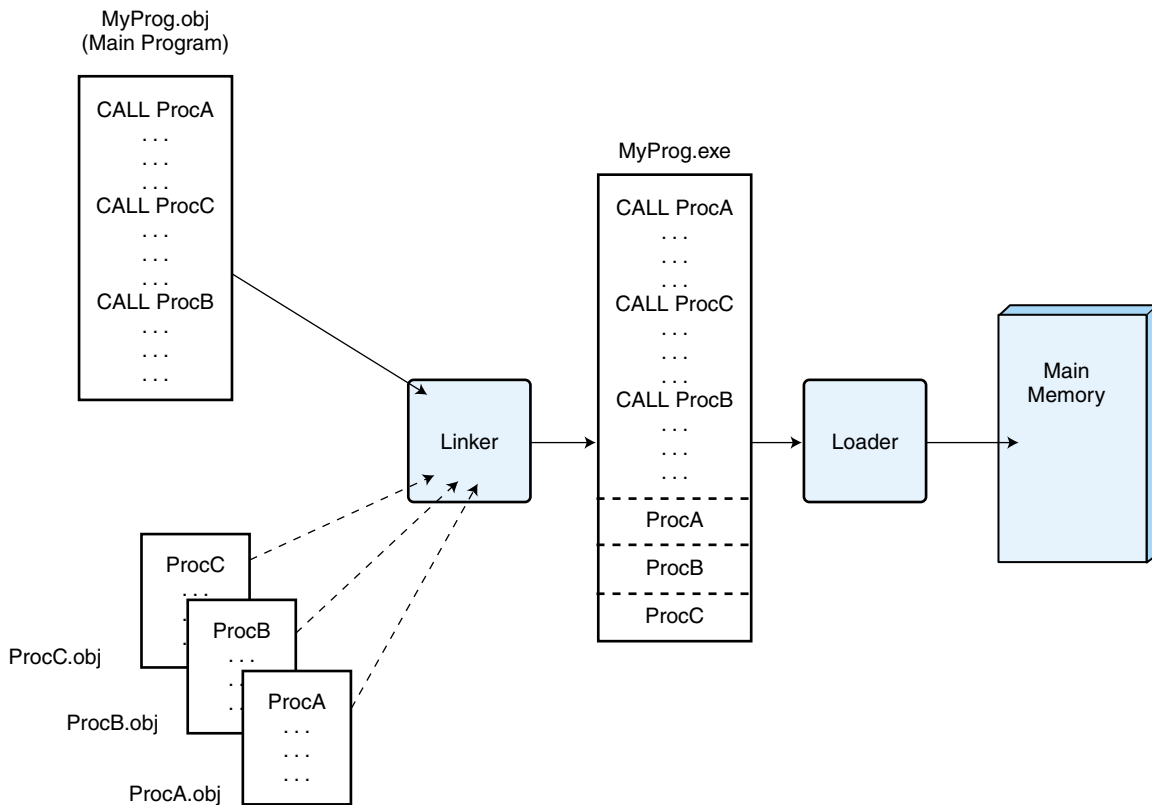 MyProg.obj
(Main Program)
CALL ProcA
. . .
. . .
. . .
CALL ProcC
. . .
. . .
. . .
CALL ProcB
. . .
. . .
. . .
ProcC
. . .
. .
. .
ProcC.obj
ProcB
. . .
. .
. .
ProcB.obj
ProcA
. . .
. . .
. . .
ProcA.obj
Linker
MyProg.exe
CALL ProcA
. . .
. . .
. . .
CALL ProcC
. . .
. . .
. . .
CALL ProcB
. . .
. . .
. . .
ProcA
ProcB
ProcC
Loader
Main
Memory